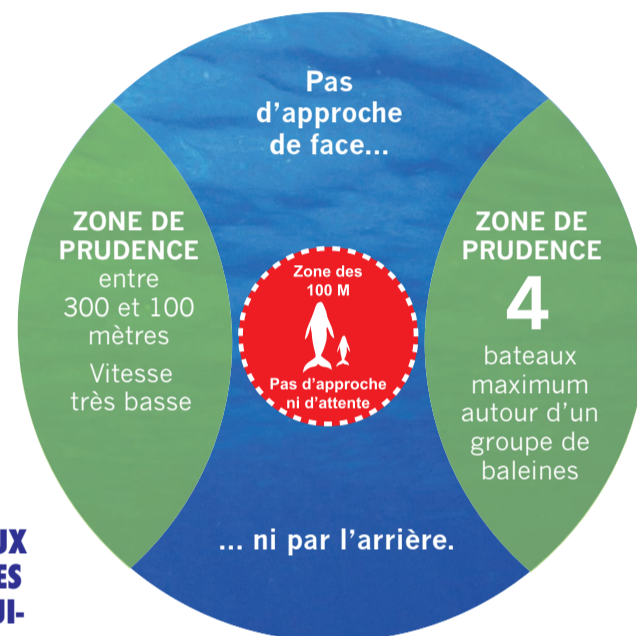 Pas
d'approche
de face...
ZONE DE
PRUDENCE
entre
300 et 100
mètres
Vitesse
très basse
Zone des
100 M
Pas d'approche
ni d'attente
ZONE DE
PRUDENCE
4
bateaux
maximum
autour d'un
groupe de
baleines
... ni par l'arrière.
UX
ES
UI-